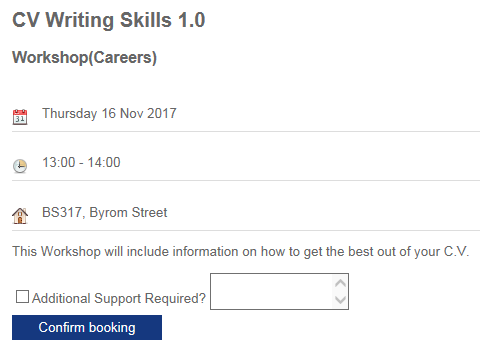 CV Writing Skills 1.0
Workshop(Careers)
31 Thursday 16 Nov 2017
13:00 - 14:00
BS317, Byrom Street
This Workshop will include information on how to get the best out of your C.V.
Additional Support Required?
Confirm booking